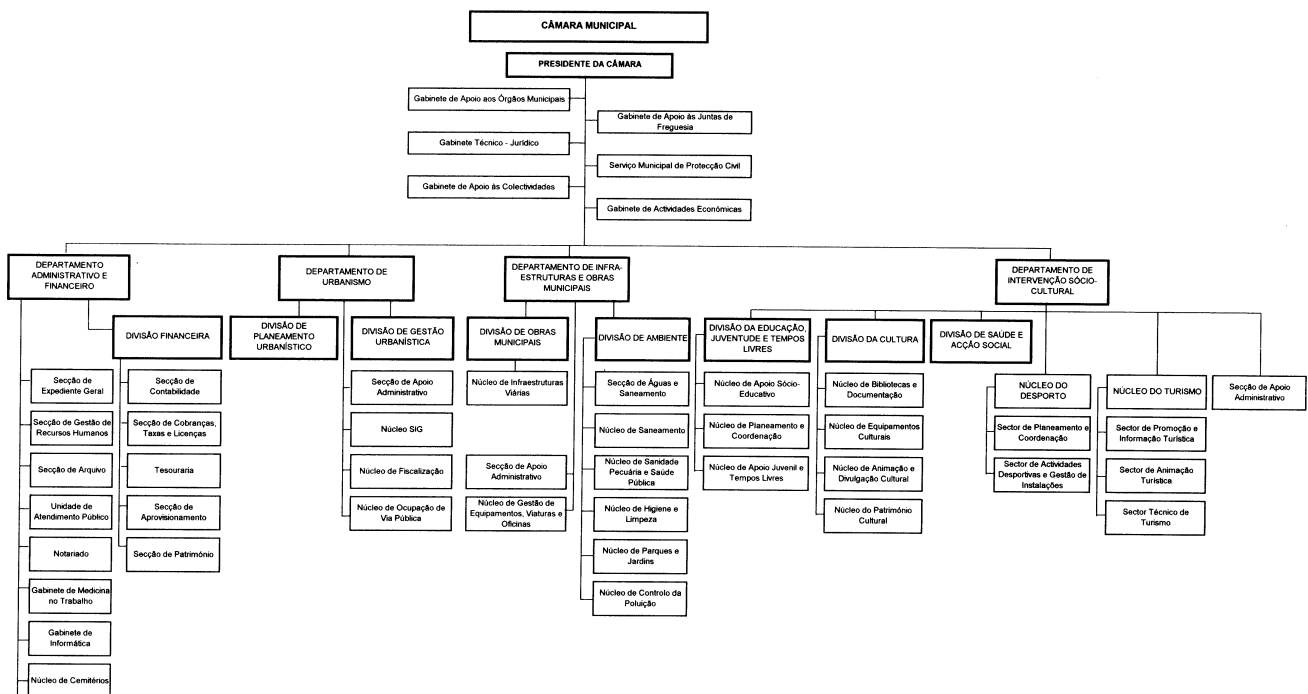 CÂMARA MUNICIPAL
PRESIDENTE DA CÂMARA
Gabinete de Apoio aos Órgãos Municipais
Gabinete de Apoio às Juntas de
Freguesia
Gabinete Técnico - Jurídico
Serviço Municipal de Protecção Civil
Gabinete de Apoio às Colectividades
Gabinete de Actividades Económicas
DEPARTAMENTO
ADMINISTRATIVO E
FINANCEIRO
DIVISÃO FINANCEIRA
Secção de
Expediente Geral
Secção de Gestão de
Recursos Humanos
Secção de Arquivo
Unidade de
Atendimento Público
Notariado
Gabinete de Medicina
no Trabalho
Gabinete de
Informática
Núcleo de Cemitérios
Secção de
Contabilidade
Secção de Cobranças,
Taxas e Licenças
Tesouraria
Secção de
Aprovisionamento
Secção de Património
DEPARTAMENTO DE
URBANISMO
DIVISÃO DE
PLANEAMENTO
URBANÍSTICO
DIVISÃO DE GESTÃO
URBANÍSTICA
Secção de Apoio
Administrativo
Núcleo SIG
Núcleo de Fiscalização
Núcleo de Ocupação de
Via Pública
DEPARTAMENTO DE INFRA-
ESTRUTURAS E OBRAS
MUNICIPAIS
DIVISÃO DE OBRAS
MUNICIPAIS
Núcleo de Infraestruturas
Viárias
Secção de Apoio
Administrativo
Núcleo de Gestão de
Equipamentos, Viaturas e
Oficinas
DIVISÃO DE AMBIENTE
Secção de Águas e
Saneamento
Núcleo de Saneamento
Núcleo de Sanidade
Pecuária e Saúde
Pública
Núcleo de Higiene e
Limpeza
Núcleo de Parques e
Jardins
Núcleo de Controlo da
Poluição
DEPARTAMENTO DE
INTERVENÇÃO SÓCIO-
CULTURAL
DIVISÃO DA EDUCAÇÃO,
JUVENTUDE E TEMPOS
LIVRES
Núcleo de Apoio Sócio-
Educativo
Núcleo de Planeamento e
Coordenação
Núcleo de Apoio Juvenil e
Tempos Livres
DIVISÃO DA CULTURA
Núcleo de Bibliotecas e
Documentação
Núcleo de Equipamentos
Culturais
Núcleo de Animação e
Divulgação Cultural
Núcleo do Património
Cultural
DIVISÃO DE SAÚDE E
ACÇÃO SOCIAL
NÚCLEO DO
DESPORTO
Sector de Planeamento e
Coordenação
Sector de Actividades
Desportivas e Gestão de
Instalações
NÚCLEO DO TURISMO
Sector de Promoção e
Informação Turística
Sector de Animação
Turística
Sector Técnico de
Turismo
Secção de Apoio
Administrativo